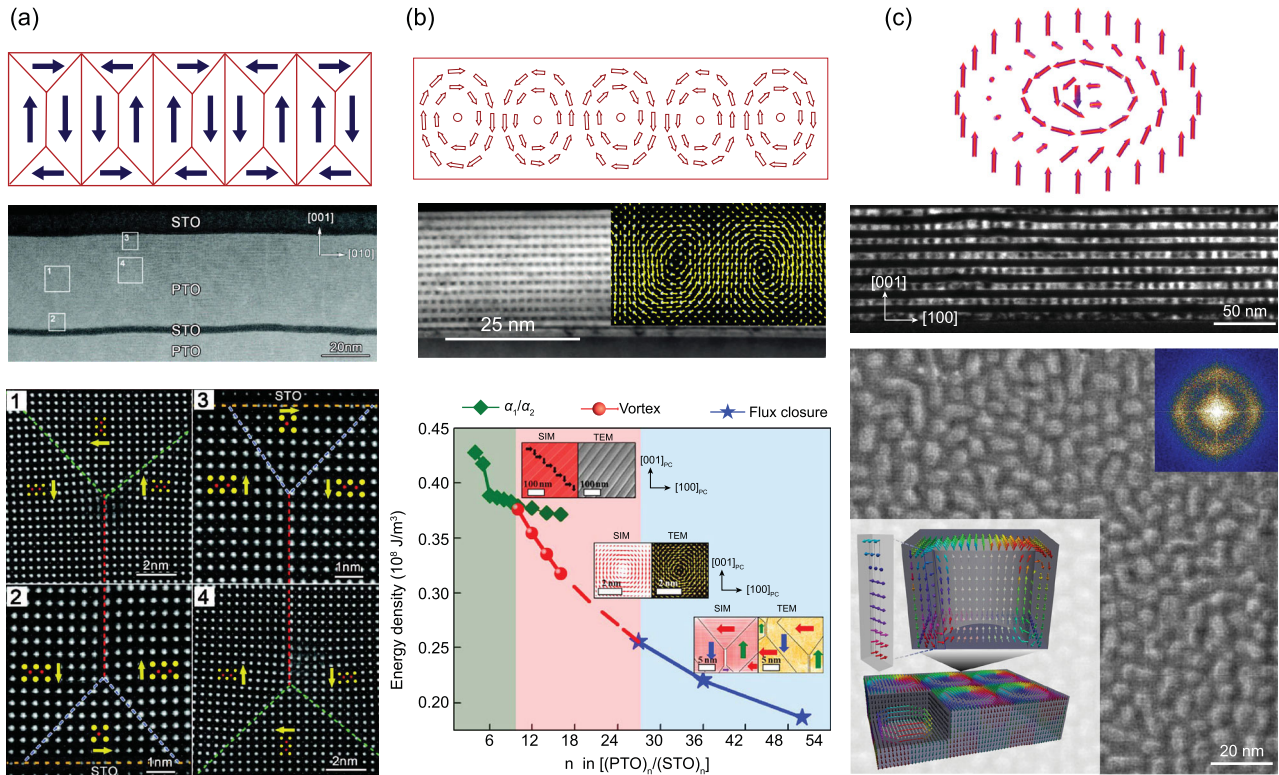 (a)
(b)
(c)
STO
[001]
[010]
3
4
1
PTO
2
STO
PTO
20nm
25 nm
[001]
[100]
50 nm
1
2nm
3
STO
1nm
2
STO
1nm
4
2nm
α₁/α₂
Vortex
Flux closure
Energy density (10⁸ J/m³)
0.45
0.40
0.35
0.30
0.25
0.20
SIM
TEM
100 nm
100 nm
[001]PC
[100]PC
SIM
TEM
2 nm
2 nm
[001]PC
[100]PC
SIM
TEM
5 nm
5 nm
6 12 18 24 30 36 42 48 54
n in [(PTO)ₙ/(STO)ₙ]
20 nm